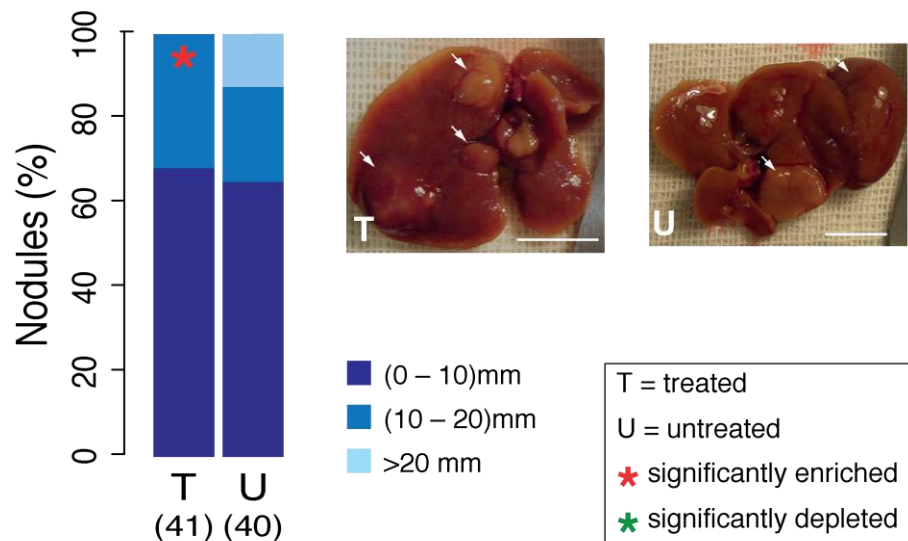 Nodules (%)
100
80
60
40
20
0
T
U
(41)
(40)
T
U
(0 – 10)mm
(10 – 20)mm
>20 mm
T = treated
U = untreated
* significantly enriched
* significantly depleted